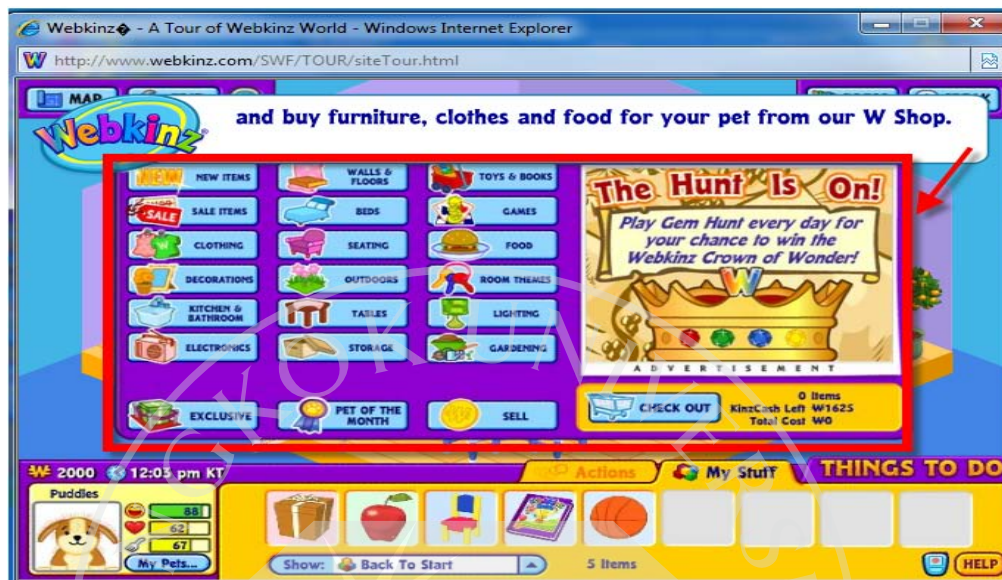 Webkinz� - A Tour of Webkinz World - Windows Internet Explorer
http://www.webkinz.com/SWF/TOUR/siteTour.html
MAP
Webkinz
and buy furniture, clothes and food for your pet from our W Shop.
NEW NEW ITEMS
WALLS &
FLOORS
TOYS & BOOKS
SALE SALE ITEMS
BEDS
GAMES
CLOTHING
SEATING
FOOD
DECORATIONS
OUTDOORS
ROOM THEMES
KITCHEN &
BATHROOM
TABLES
LIGHTING
ELECTRONICS
STORAGE
GARDENING
EXCLUSIVE
PET OF THE
MONTH
SELL
The Hunt Is On!
Play Gem Hunt every day for
your chance to win the
Webkinz Crown of Wonder!
W
ADVERTISEMENT
CHECK OUT
0 Items
KinzCash Left W1625
Total Cost W0
W 2000 12:03 pm KT
Actions
My Stuff
THINGS TO DO
Puddles
88
62
67
My Pets...
Show: Back To Start
5 Items
HELP